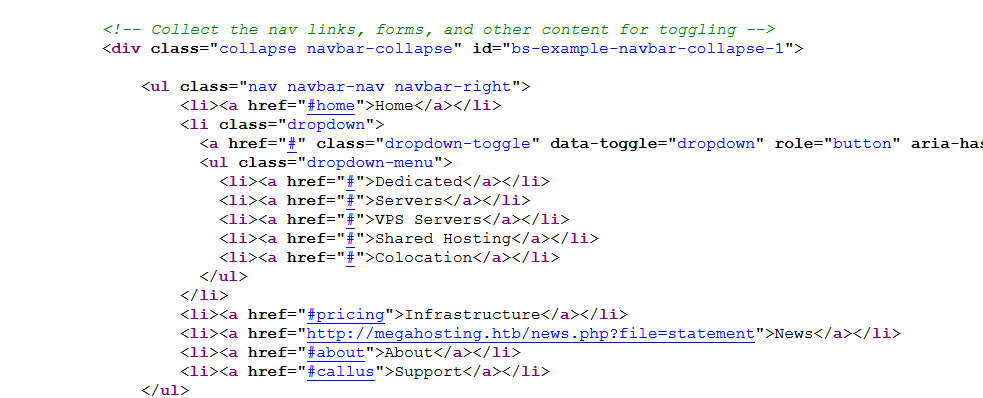 <!-- Collect the nav links, forms, and other content for toggling -->
<div class="collapse navbar-collapse" id="bs-example-navbar-collapse-1">
<ul class="nav navbar-nav navbar-right">
<li><a href="#home">Home</a></li>
<li class="dropdown">
<a href="#" class="dropdown-toggle" data-toggle="dropdown" role="button" aria-has
<ul class="dropdown-menu">
<li><a href="#">Dedicated</a></li>
<li><a href="#">Servers</a></li>
<li><a href="#">VPS Servers</a></li>
<li><a href="#">Shared Hosting</a></li>
<li><a href="#">Colocation</a></li>
</ul>
</li>
<li><a href="#pricing">Infrastructure</a></li>
<li><a href="http://megahosting.htb/news.php?file=statement">News</a></li>
<li><a href="#about">About</a></li>
<li><a href="#callus">Support</a></li>
</ul>